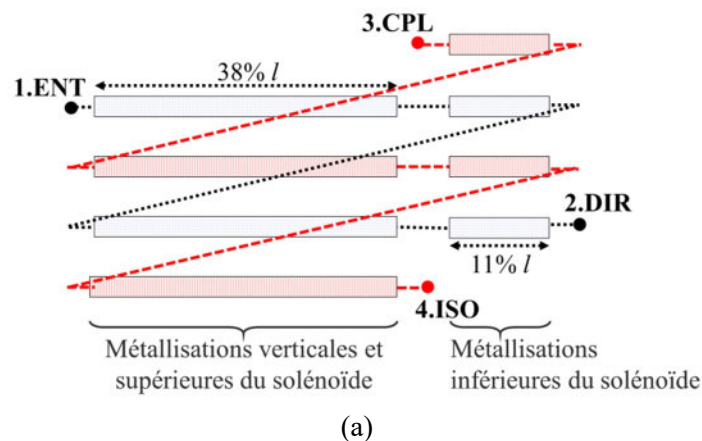 3.CPL
38% l
1.ENT
2.DIR
11% l
4.ISO
Métallisations verticales et
supérieures du solénoïde
Métallisations
inférieures du solénoïde
(a)